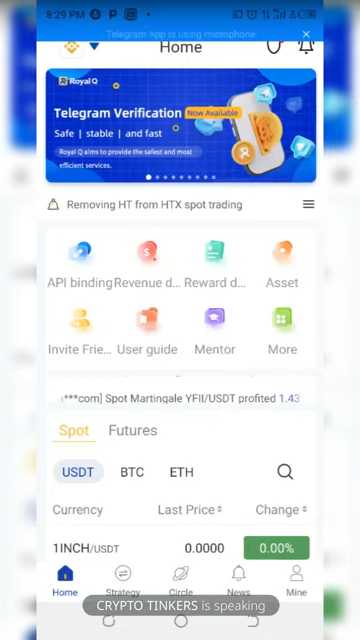 8:29 PM
Telegram App is using microphone
Home
Royal Q
Telegram Verification
Now Available
Safe | stable | and fast
Royal Q aims to provide the safest and most
efficient services.
Removing HT from HTX spot trading
API binding
Revenue d...
Reward d...
Asset
Invite Frie...
User guide
Mentor
More
***com] Spot Martingale YFII/USDT profited 1.43
Spot
Futures
USDT
BTC
ETH
Currency
Last Price
Change
1INCH/USDT
0.0000
0.00%
Home
Strategy
Circle
News
Mine
CRYPTO TINKERS is speaking